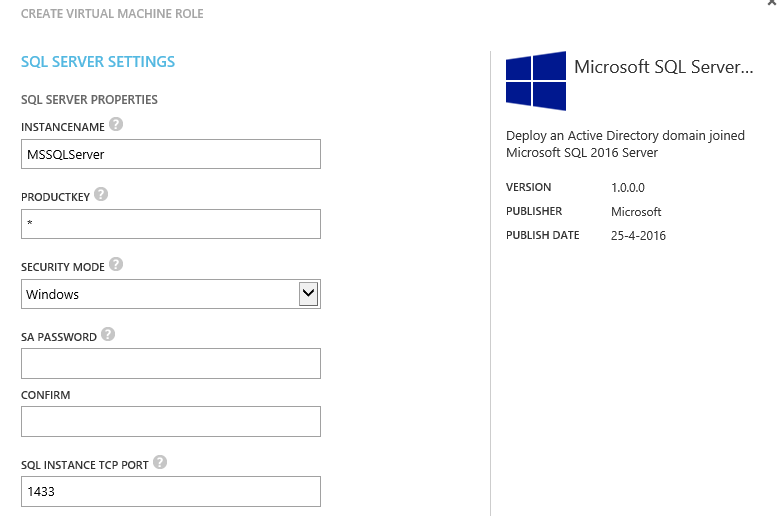 CREATE VIRTUAL MACHINE ROLE
SQL SERVER SETTINGS
SQL SERVER PROPERTIES
INSTANCENAME ?
MSSQLServer
PRODUCTKEY ?
*
SECURITY MODE ?
Windows
SA PASSWORD ?
CONFIRM
SQL INSTANCE TCP PORT ?
1433
Microsoft SQL Server...
Deploy an Active Directory domain joined
Microsoft SQL 2016 Server
VERSION 1.0.0.0
PUBLISHER Microsoft
PUBLISH DATE 25-4-2016